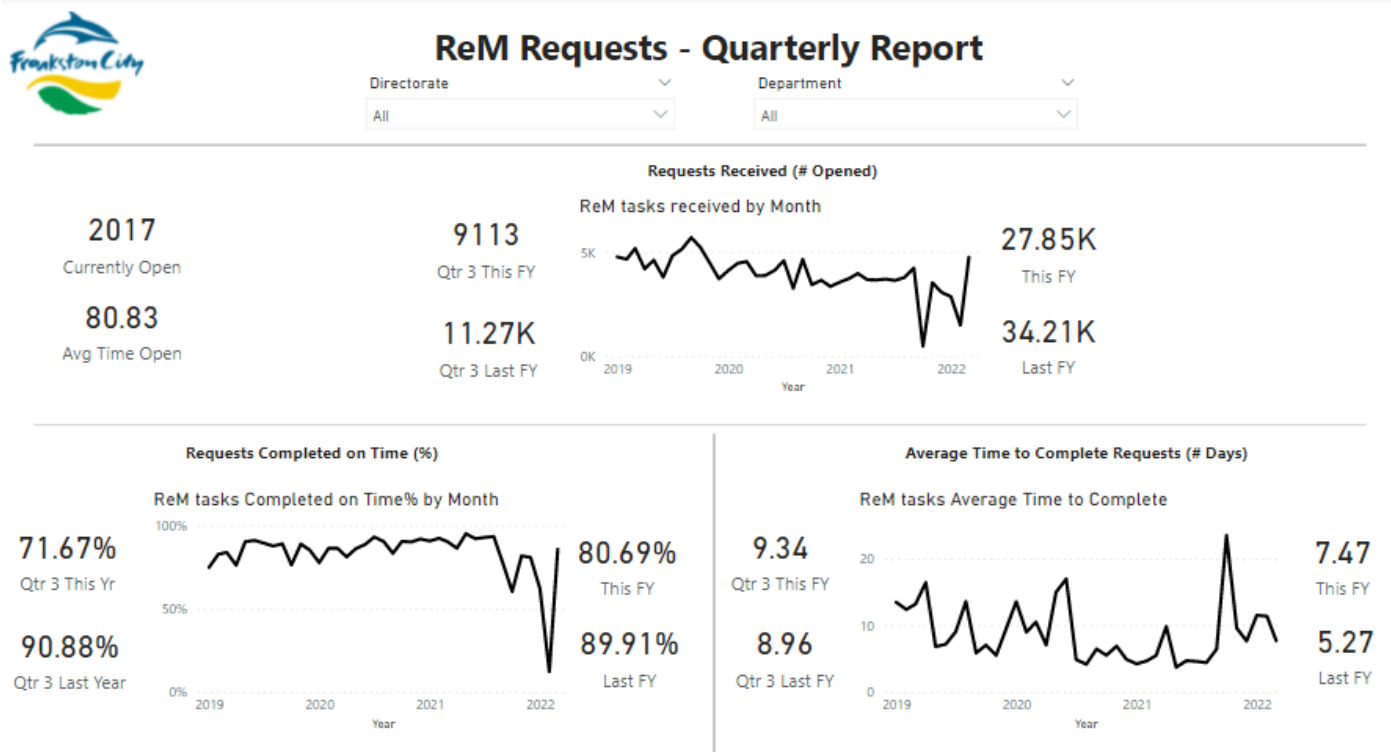 Frankston City
ReM Requests - Quarterly Report
Directorate
All
Department
All
Requests Received (# Opened)
2017
Currently Open
80.83
Avg Time Open
9113
Qtr 3 This FY
11.27K
Qtr 3 Last FY
ReM tasks received by Month
5K
0K
2019 2020 2021 2022
Year
27.85K
This FY
34.21K
Last FY
Requests Completed on Time (%)
71.67%
Qtr 3 This Yr
90.88%
Qtr 3 Last Year
ReM tasks Completed on Time% by Month
100%
50%
0%
2019 2020 2021 2022
Year
80.69%
This FY
89.91%
Last FY
Average Time to Complete Requests (# Days)
9.34
Qtr 3 This FY
8.96
Qtr 3 Last FY
ReM tasks Average Time to Complete
20
10
0
2019 2020 2021 2022
Year
7.47
This FY
5.27
Last FY